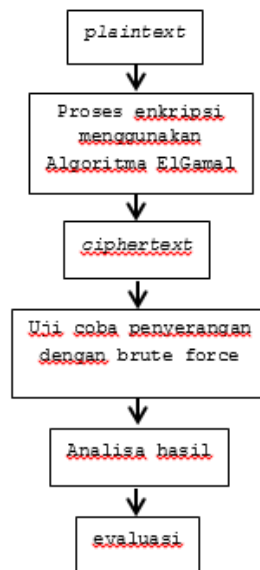 plaintext
Proses enkripsi
menggunakan
Algoritma ElGamal
ciphertext
Uji coba penyerangan
dengan brute force
Analisa hasil
evaluasi